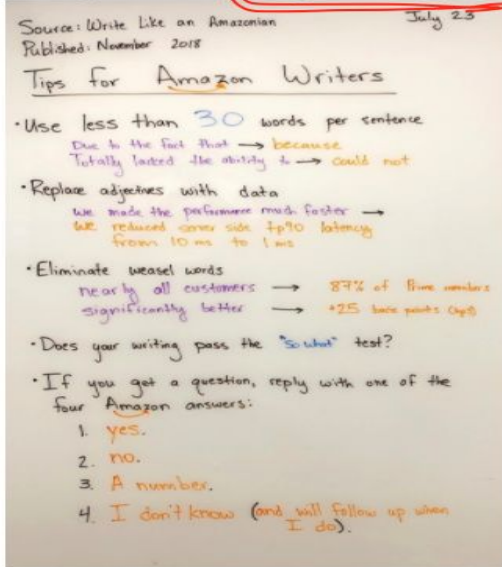 July 23
Source: Write Like an Amazonian
Published: November 2018
Tips for Amazon Writers
• Use less than 30 words per sentence
Due to the fact that → because
Totally lacked the ability to → could not
• Replace adjectives with data
we made the performance much faster →
we reduced server side tp90 latency
from 10 ms to 1 ms
• Eliminate weasel words
nearly all customers → 87% of Prime members
significantly better → +25 basis points (bps)
• Does your writing pass the "so what" test?
• If you get a question, reply with one of the
four Amazon answers:
1. yes.
2. no.
3. A number.
4. I don't know (and will follow up when
I do).